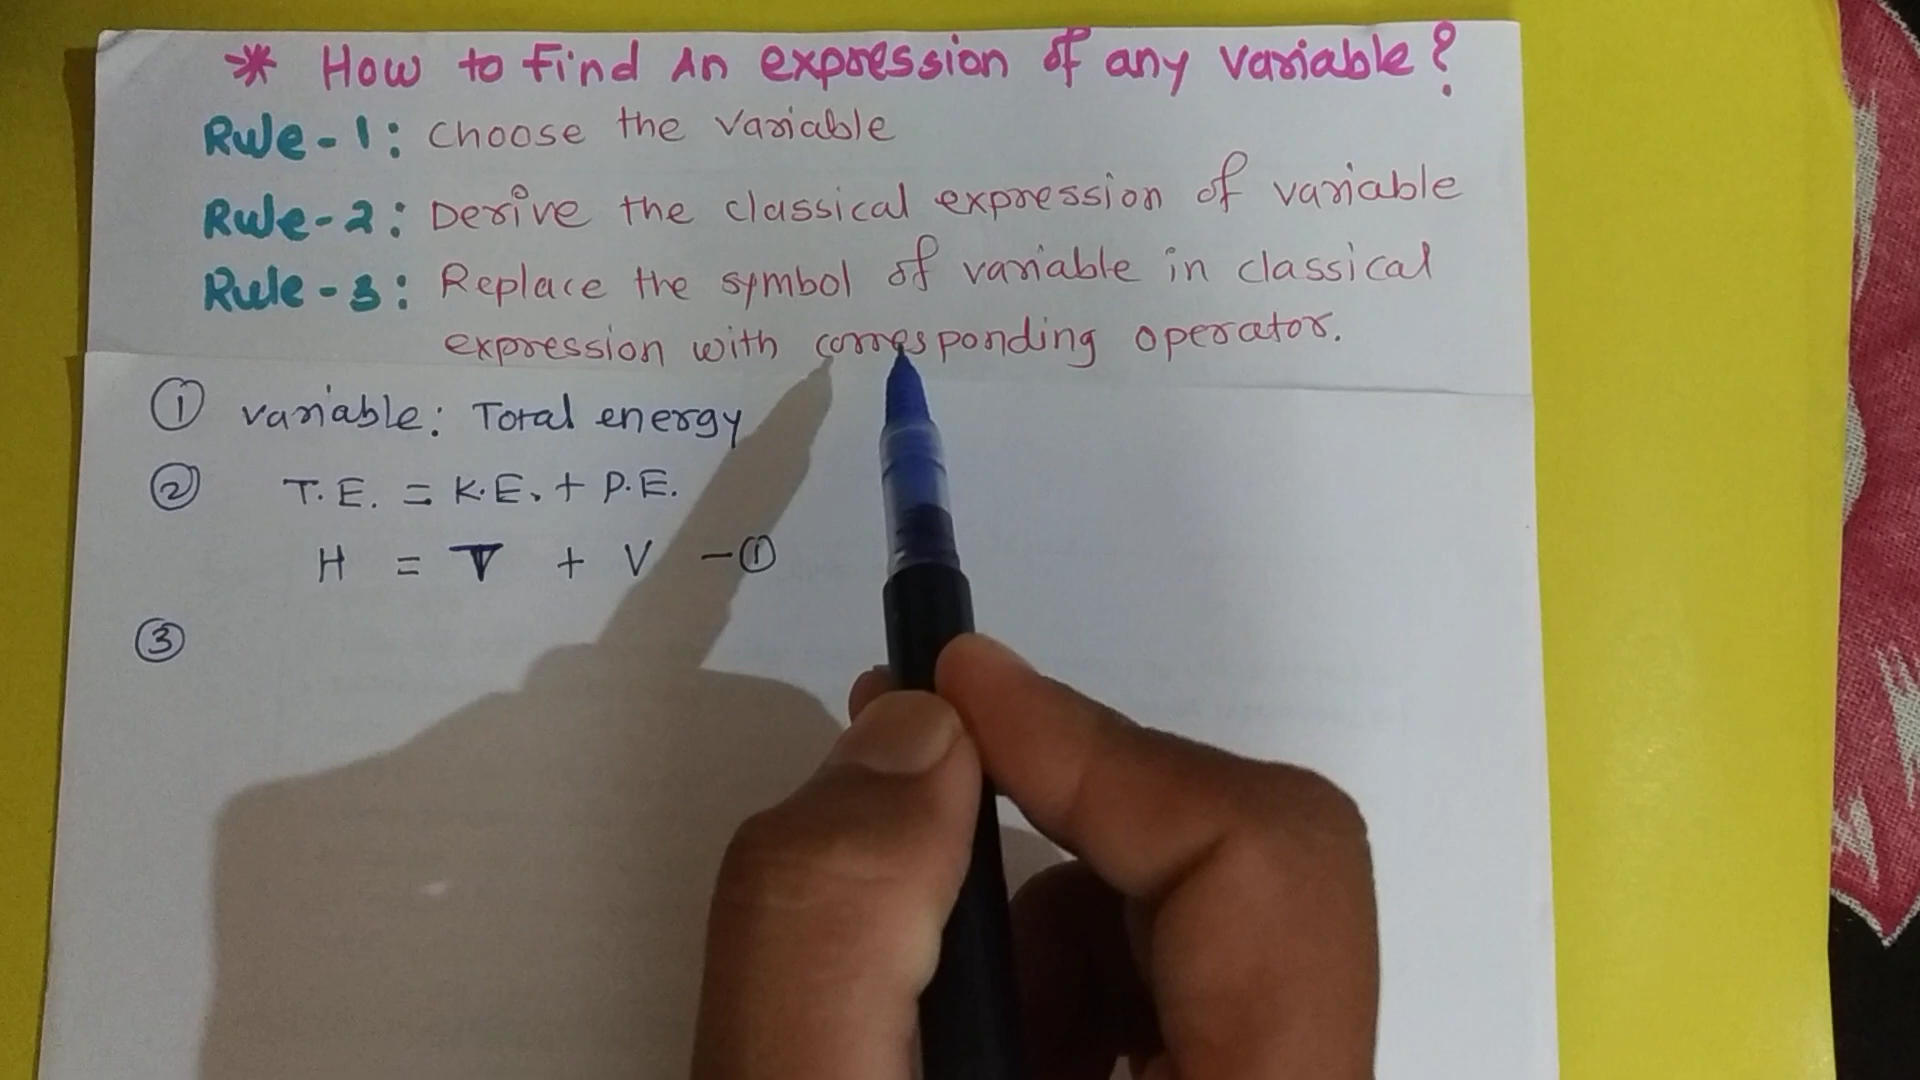 * How to Find An expression of any variable?
Rule-1: Choose the variable
Rule-2: Derive the classical expression of variable
Rule-3: Replace the symbol of variable in classical
expression with corresponding operator.
① variable: Total energy
② T.E. = K.E. + P.E.
H = T + V -①
③